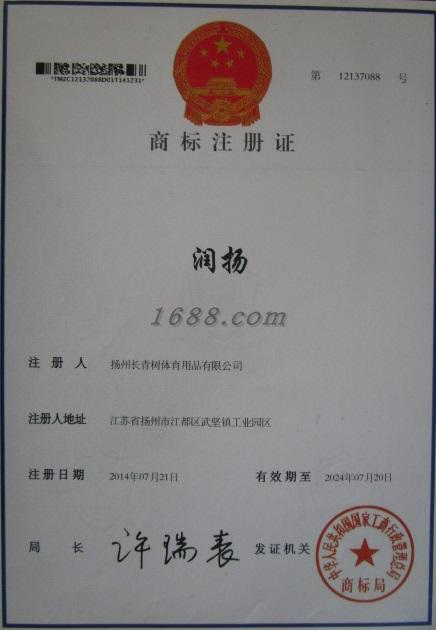 *TMZC12137088D01T141231*
第 12137088 号
商标注册证
润扬
1688.com
注册人 扬州长青树体育用品有限公司
注册人地址 江苏省扬州市江都区武坚镇工业园区
注册日期 2014年07月21日 有效期至 2024年07月20日
局长 许瑞表 发证机关
中华人民共和国国家工商行政管理总局
商标局